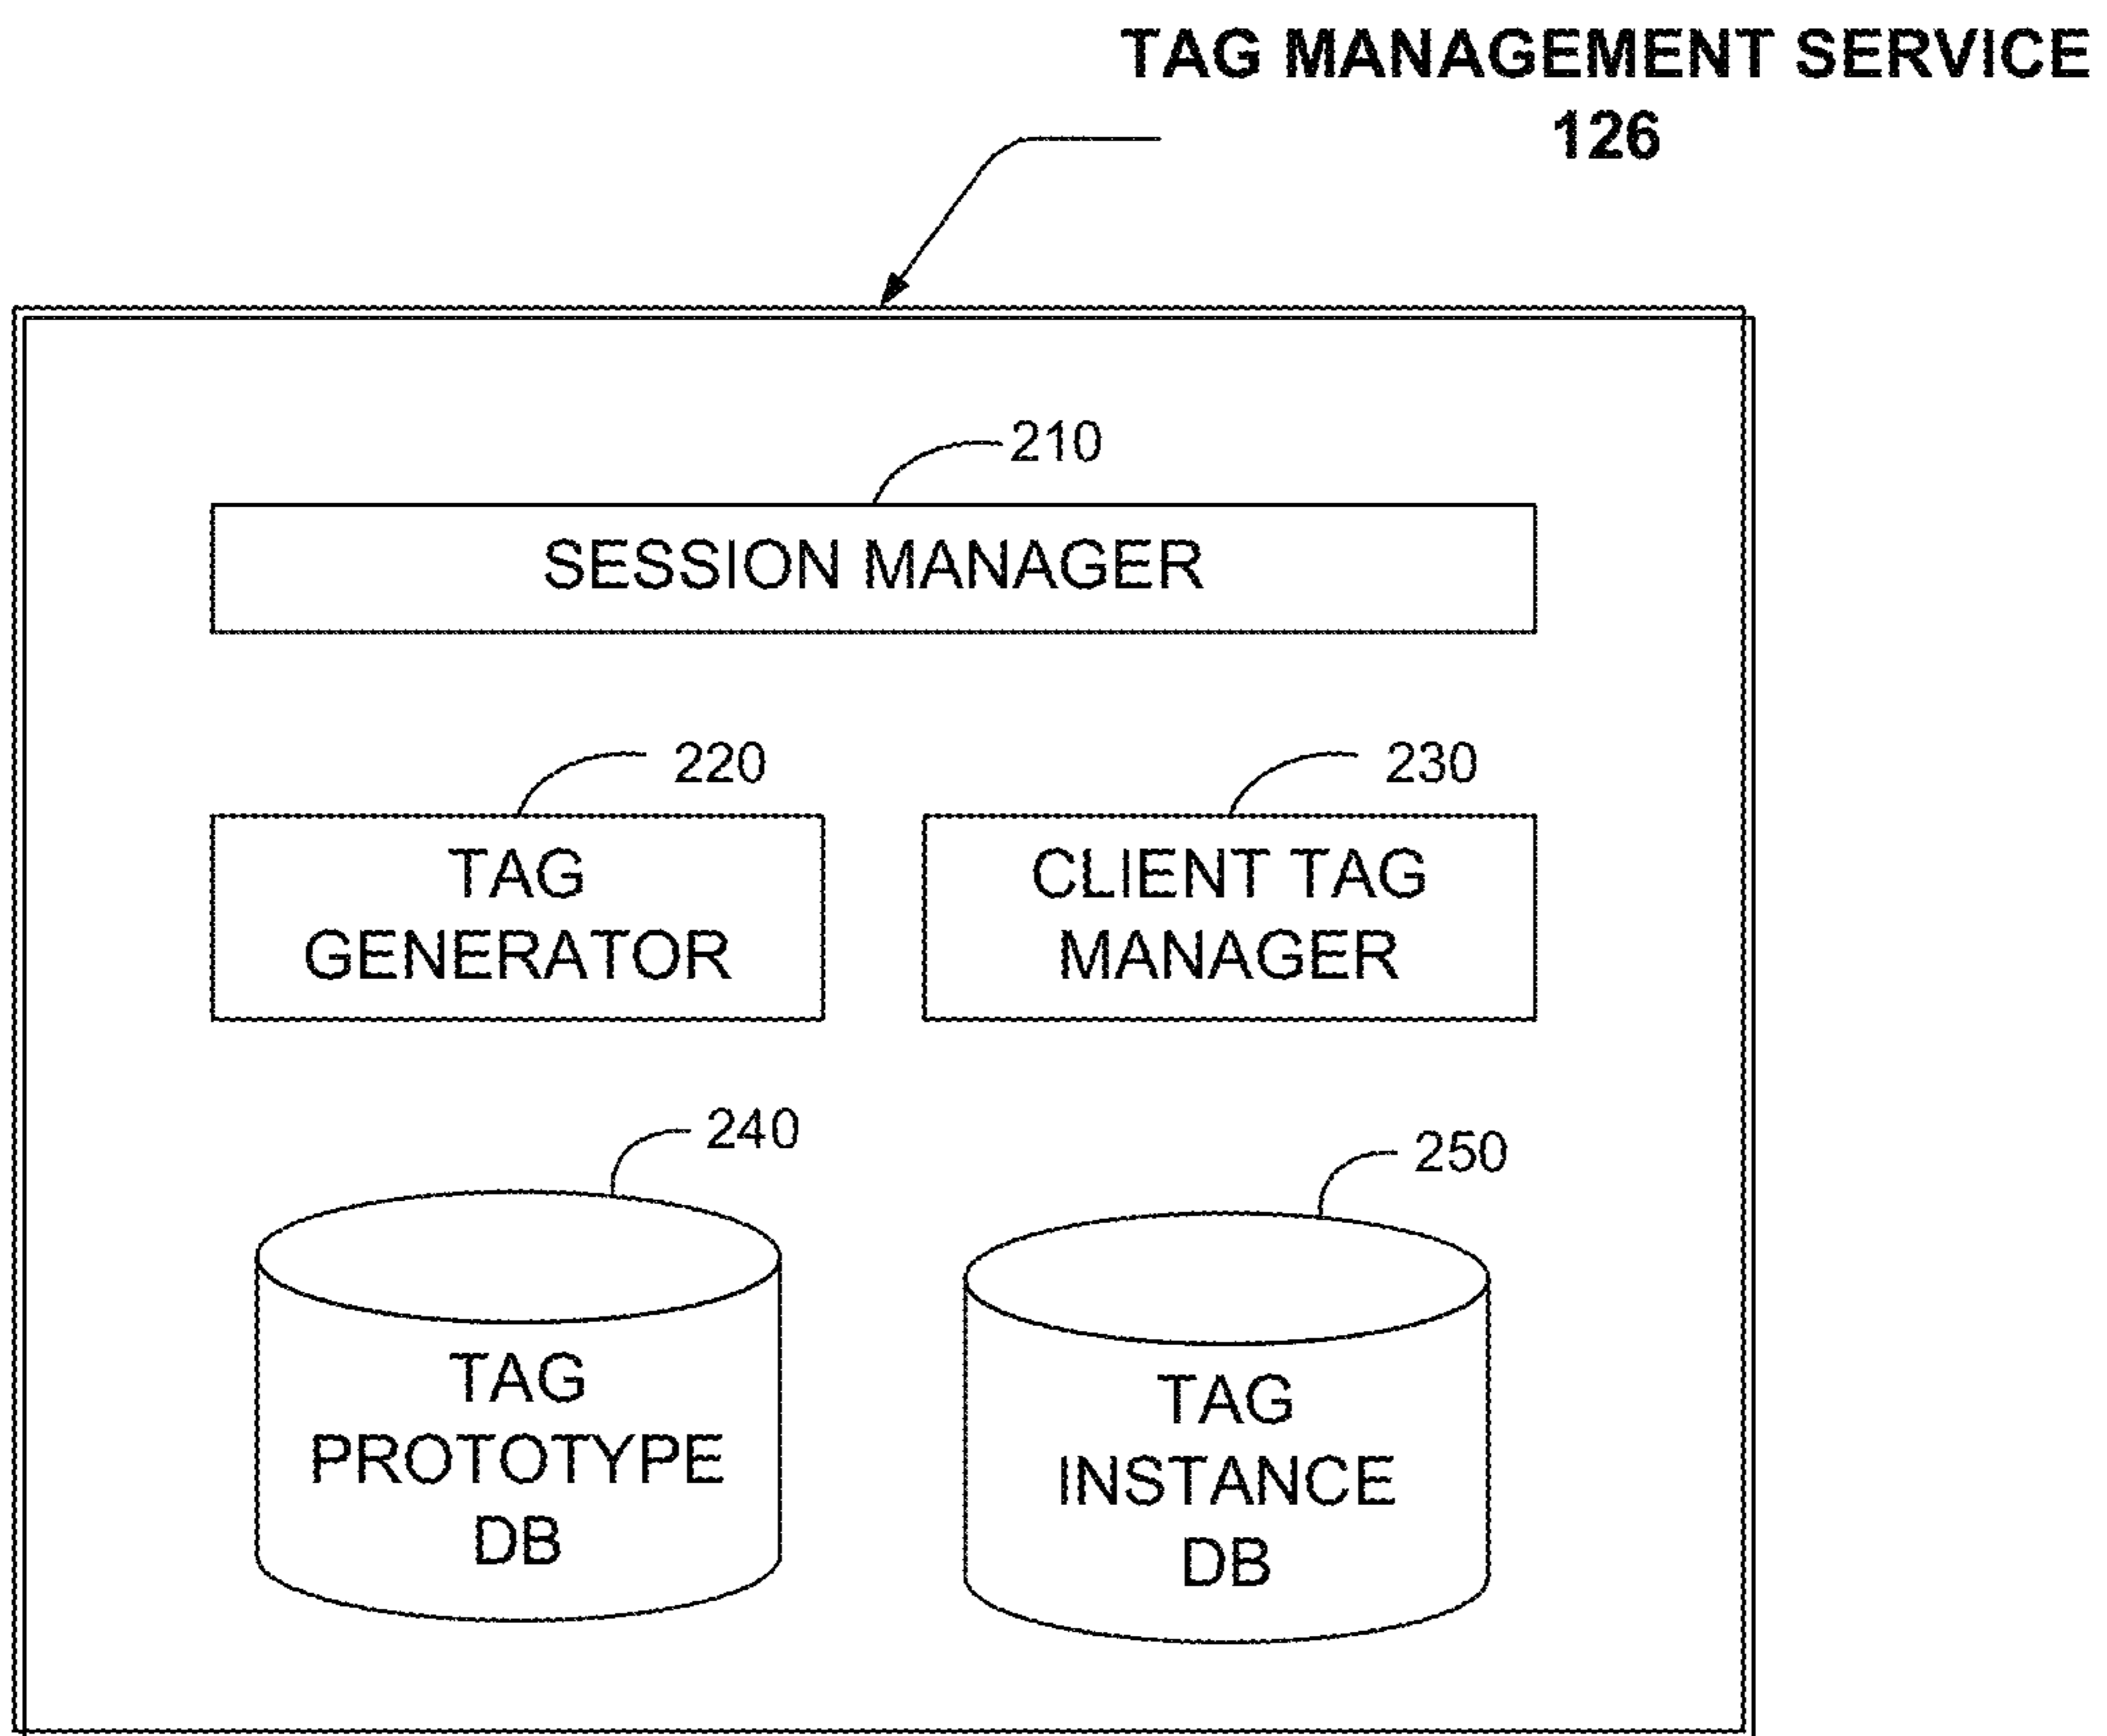 TAG MANAGEMENT SERVICE
126
210
SESSION MANAGER
220
TAG
GENERATOR
230
CLIENT TAG
MANAGER
240
TAG
PROTOTYPE
DB
250
TAG
INSTANCE
DB